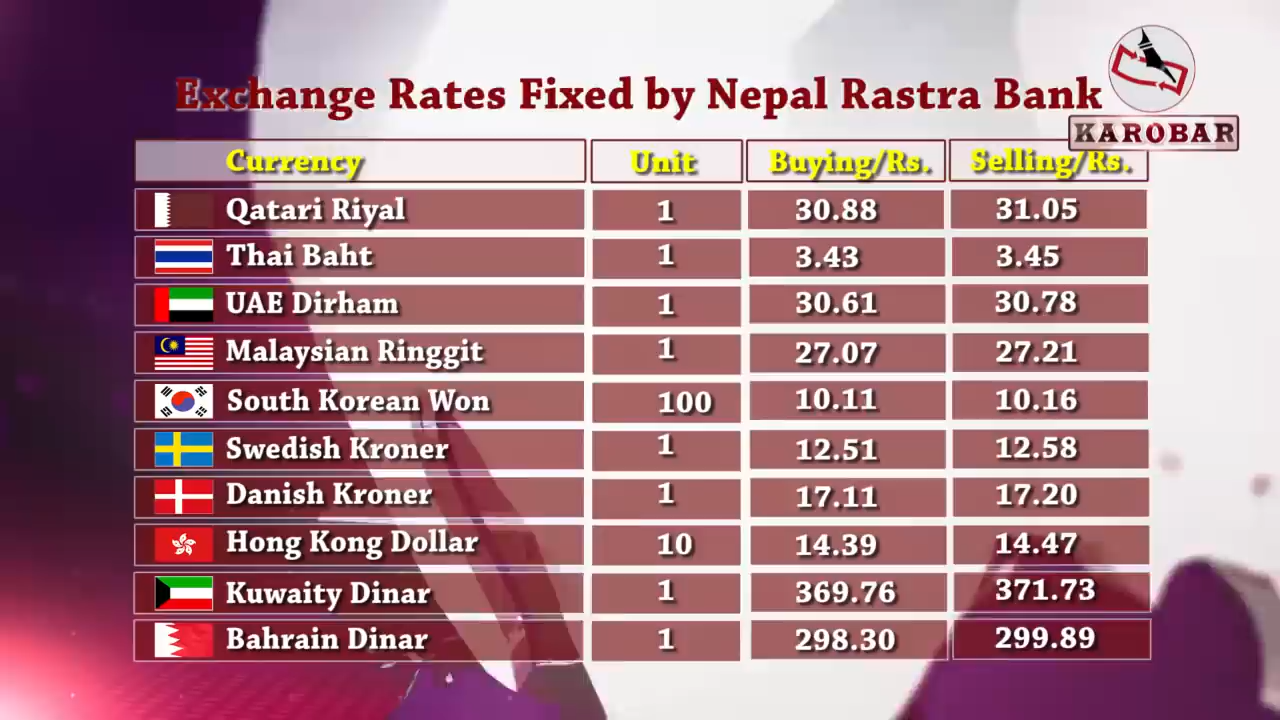 Exchange Rates Fixed by Nepal Rastra Bank
KAROBAR
Currency Unit Buying/Rs. Selling/Rs.
Qatari Riyal 1 30.88 31.05
Thai Baht 1 3.43 3.45
UAE Dirham 1 30.61 30.78
Malaysian Ringgit 1 27.07 27.21
South Korean Won 100 10.11 10.16
Swedish Kroner 1 12.51 12.58
Danish Kroner 1 17.11 17.20
Hong Kong Dollar 10 14.39 14.47
Kuwaity Dinar 1 369.76 371.73
Bahrain Dinar 1 298.30 299.89